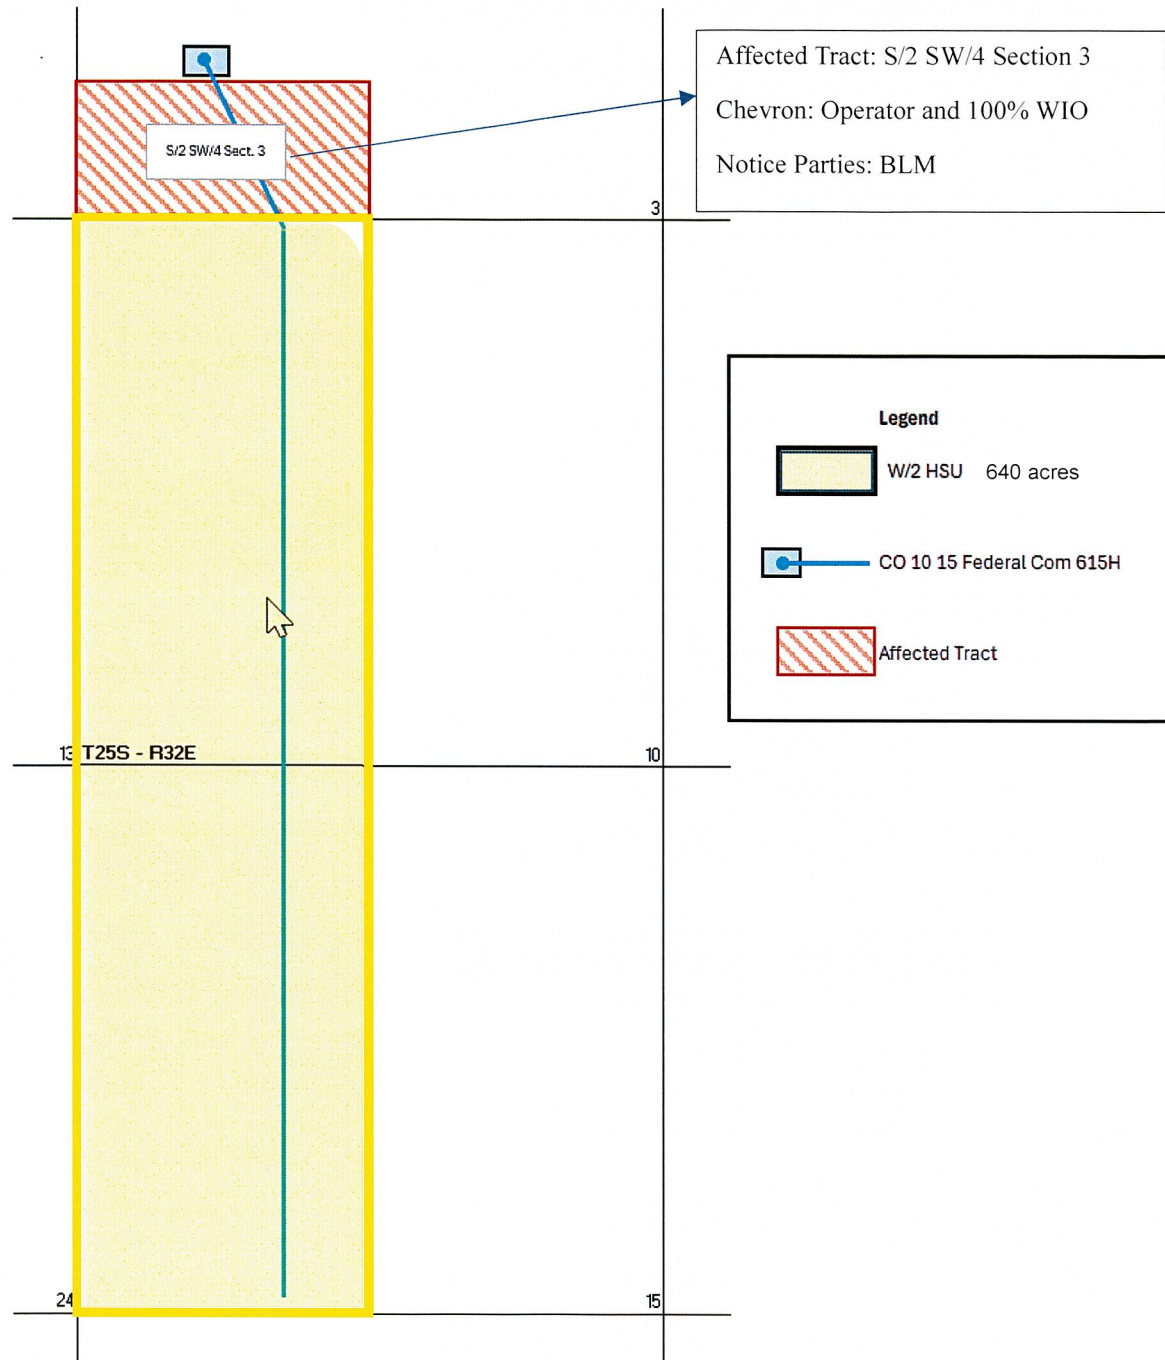 Affected Tract: S/2 SW/4 Section 3
Chevron: Operator and 100% WIO
Notice Parties: BLM
S/2 SW/4 Sect. 3
3
Legend
W/2 HSU 640 acres
CO 10 15 Federal Com 615H
Affected Tract
13 T25S - R32E
10
24
15